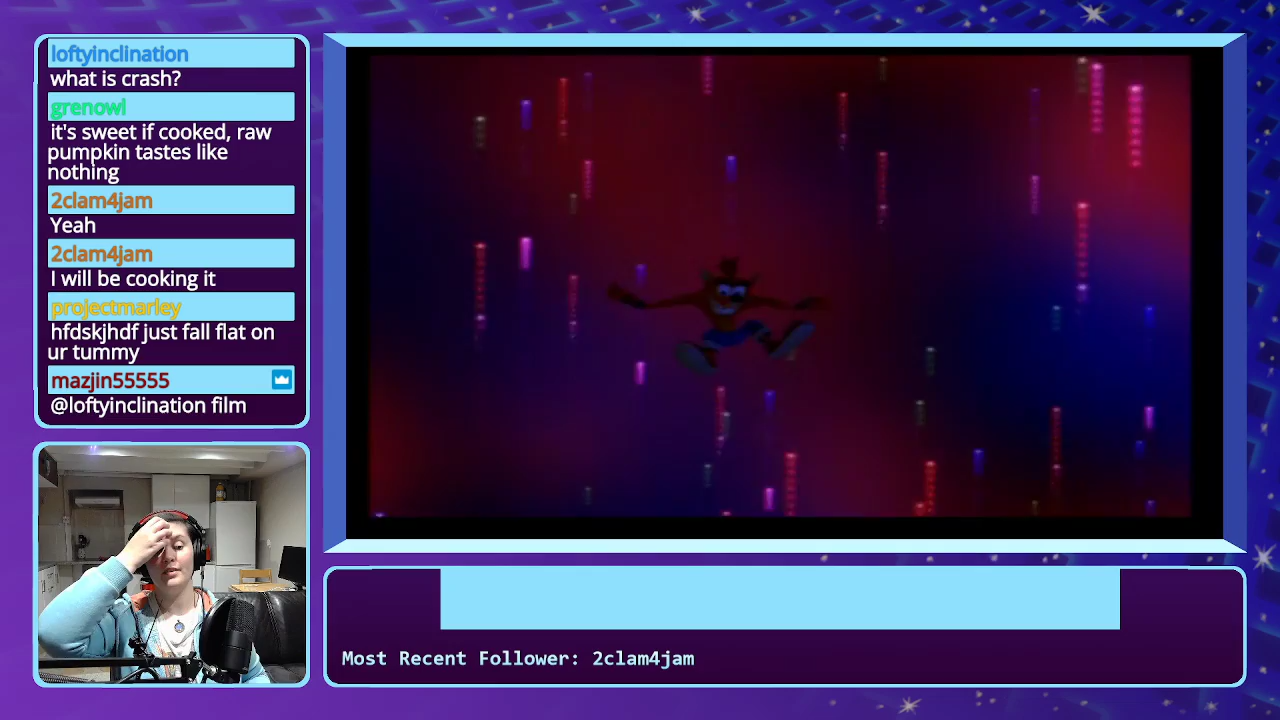 loftyinclination
what is crash?
grenowl
it's sweet if cooked, raw
pumpkin tastes like
nothing
2clam4jam
Yeah
2clam4jam
I will be cooking it
projectmarley
hfdskjhdf just fall flat on
ur tummy
mazjin55555
@loftyinclination film
Most Recent Follower: 2clam4jam